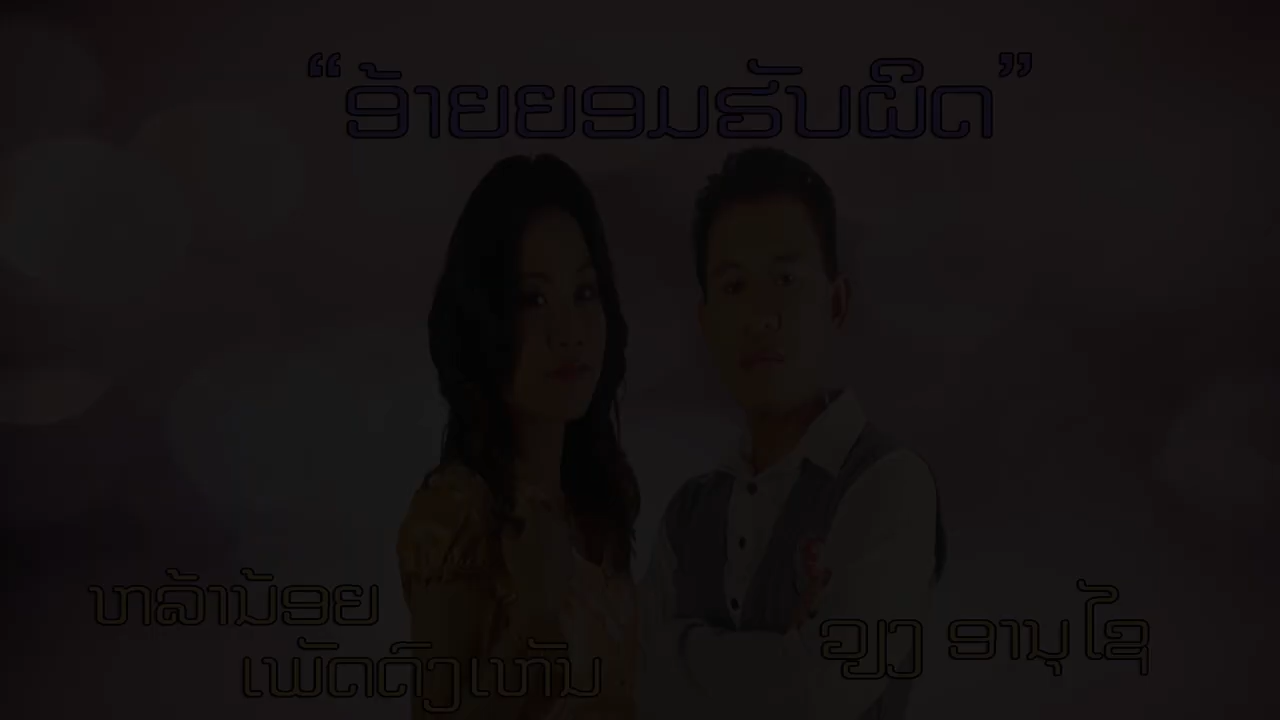 “ອ້າຍຍອມຮັບຜິດ”
ຫລ້ານ້ອຍ
ເພັດດົງເຫັນ
ວຽງ ອານຸໄຊ